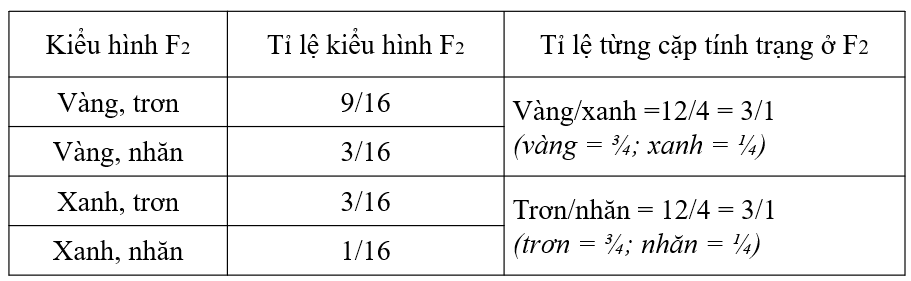 Kiểu hình F2
Tỉ lệ kiểu hình F2
Tỉ lệ từng cặp tính trạng ở F2
Vàng, trơn
9/16
Vàng/xanh =12/4 = 3/1
(vàng = ¾; xanh = ¼)
Vàng, nhăn
3/16
Xanh, trơn
3/16
Trơn/nhăn = 12/4 = 3/1
(trơn = ¾; nhăn = ¼)
Xanh, nhăn
1/16